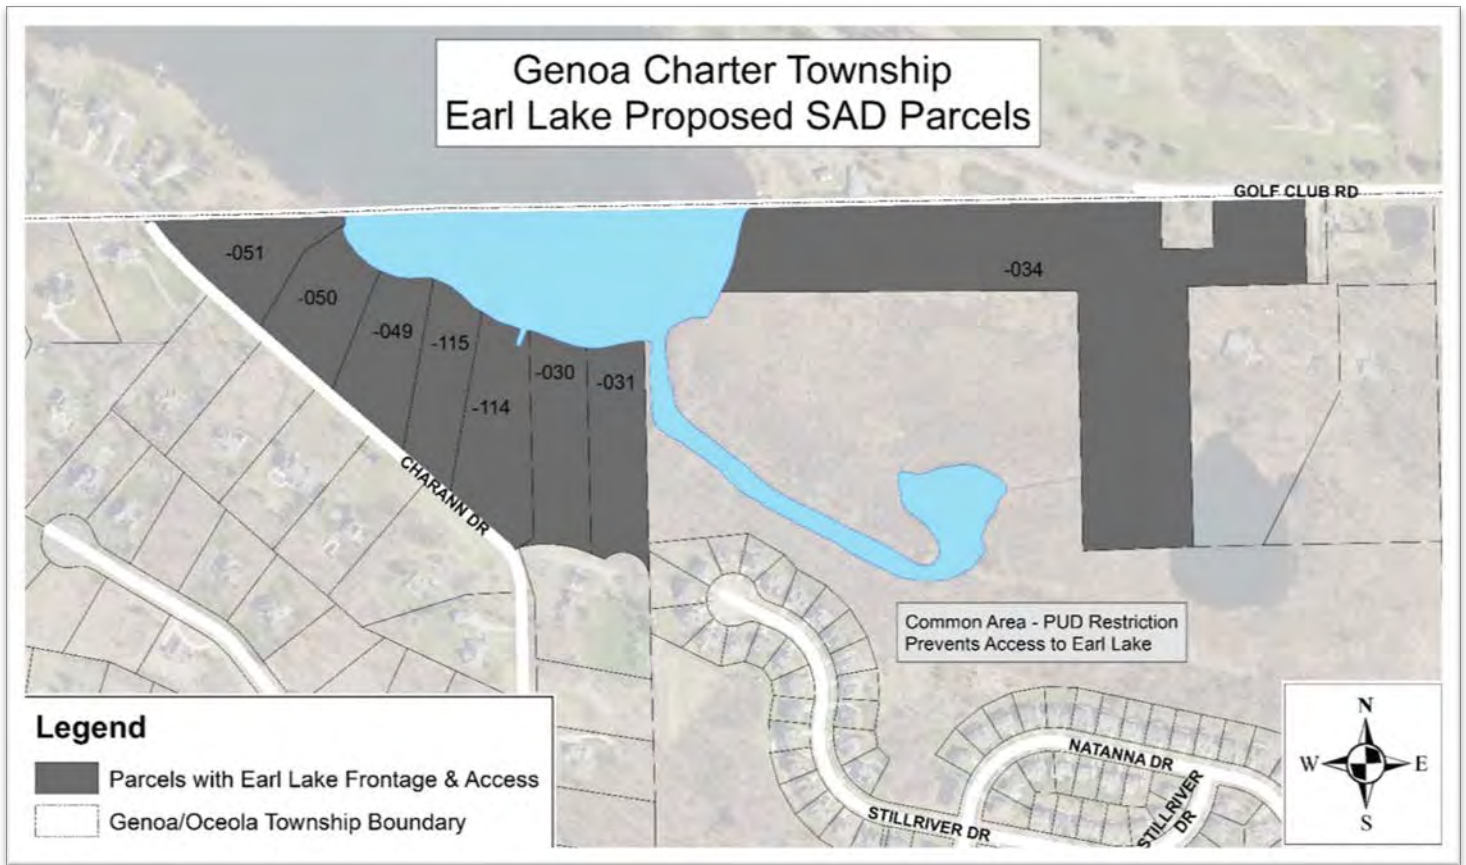 Genoa Charter Township
Earl Lake Proposed SAD Parcels
GOLF CLUB RD
-051
-034
-050
-049
-115
-030
-031
-114
CHARANN DR
Common Area - PUD Restriction
Prevents Access to Earl Lake
NATANNA DR
STILLRIVER DR
STILLRIVER
DR
Legend
Parcels with Earl Lake Frontage & Access
Genoa/Oceola Township Boundary
N
W
E
S